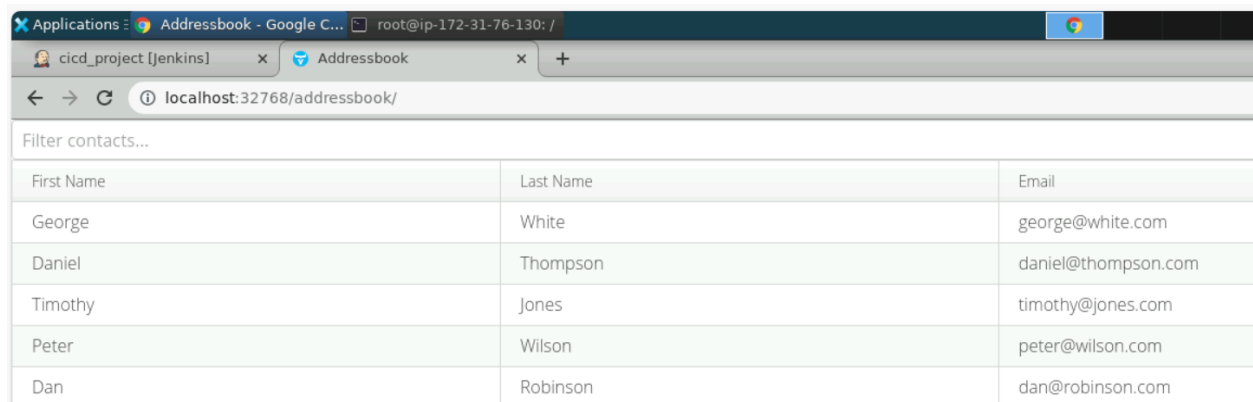 Applications Addressbook - Google C... root@ip-172-31-76-130: /
cicd_project [Jenkins] Addressbook
localhost:32768/addressbook/
Filter contacts...
First Name Last Name Email
George White george@white.com
Daniel Thompson daniel@thompson.com
Timothy Jones timothy@jones.com
Peter Wilson peter@wilson.com
Dan Robinson dan@robinson.com